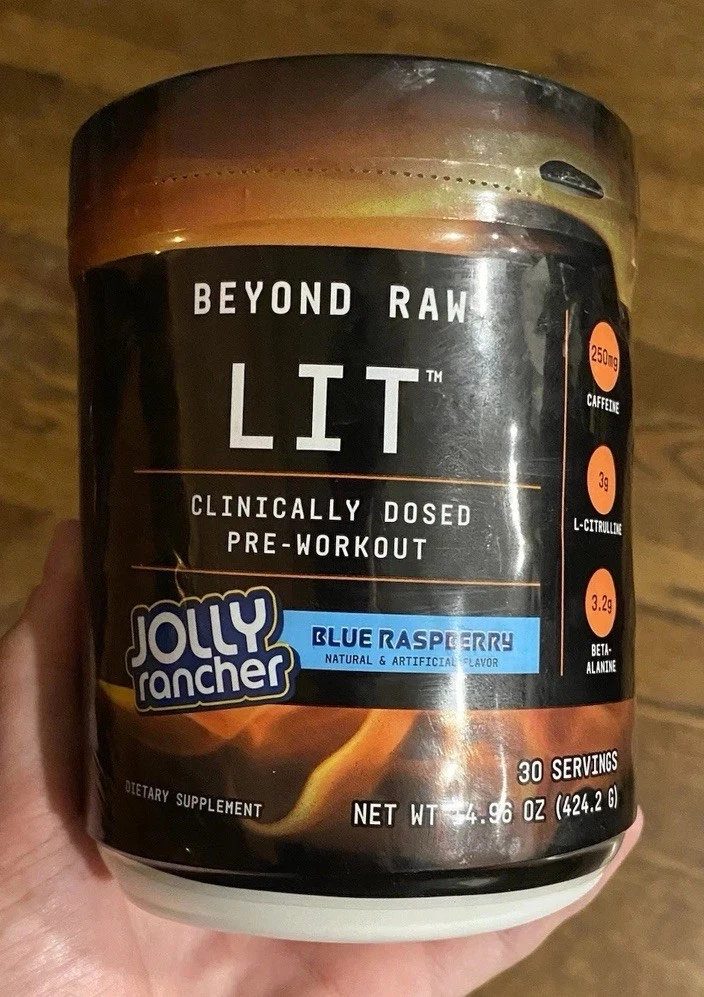 BEYOND RAW
LIT™
CLINICALLY DOSED
PRE-WORKOUT
JOLLY
rancher
BLUE RASPBERRY
NATURAL & ARTIFICIAL FLAVOR
250mg
CAFFEINE
3g
L-CITRULLINE
3.2g
BETA-
ALANINE
30 SERVINGS
DIETARY SUPPLEMENT
NET WT 14.96 OZ (424.2 G)